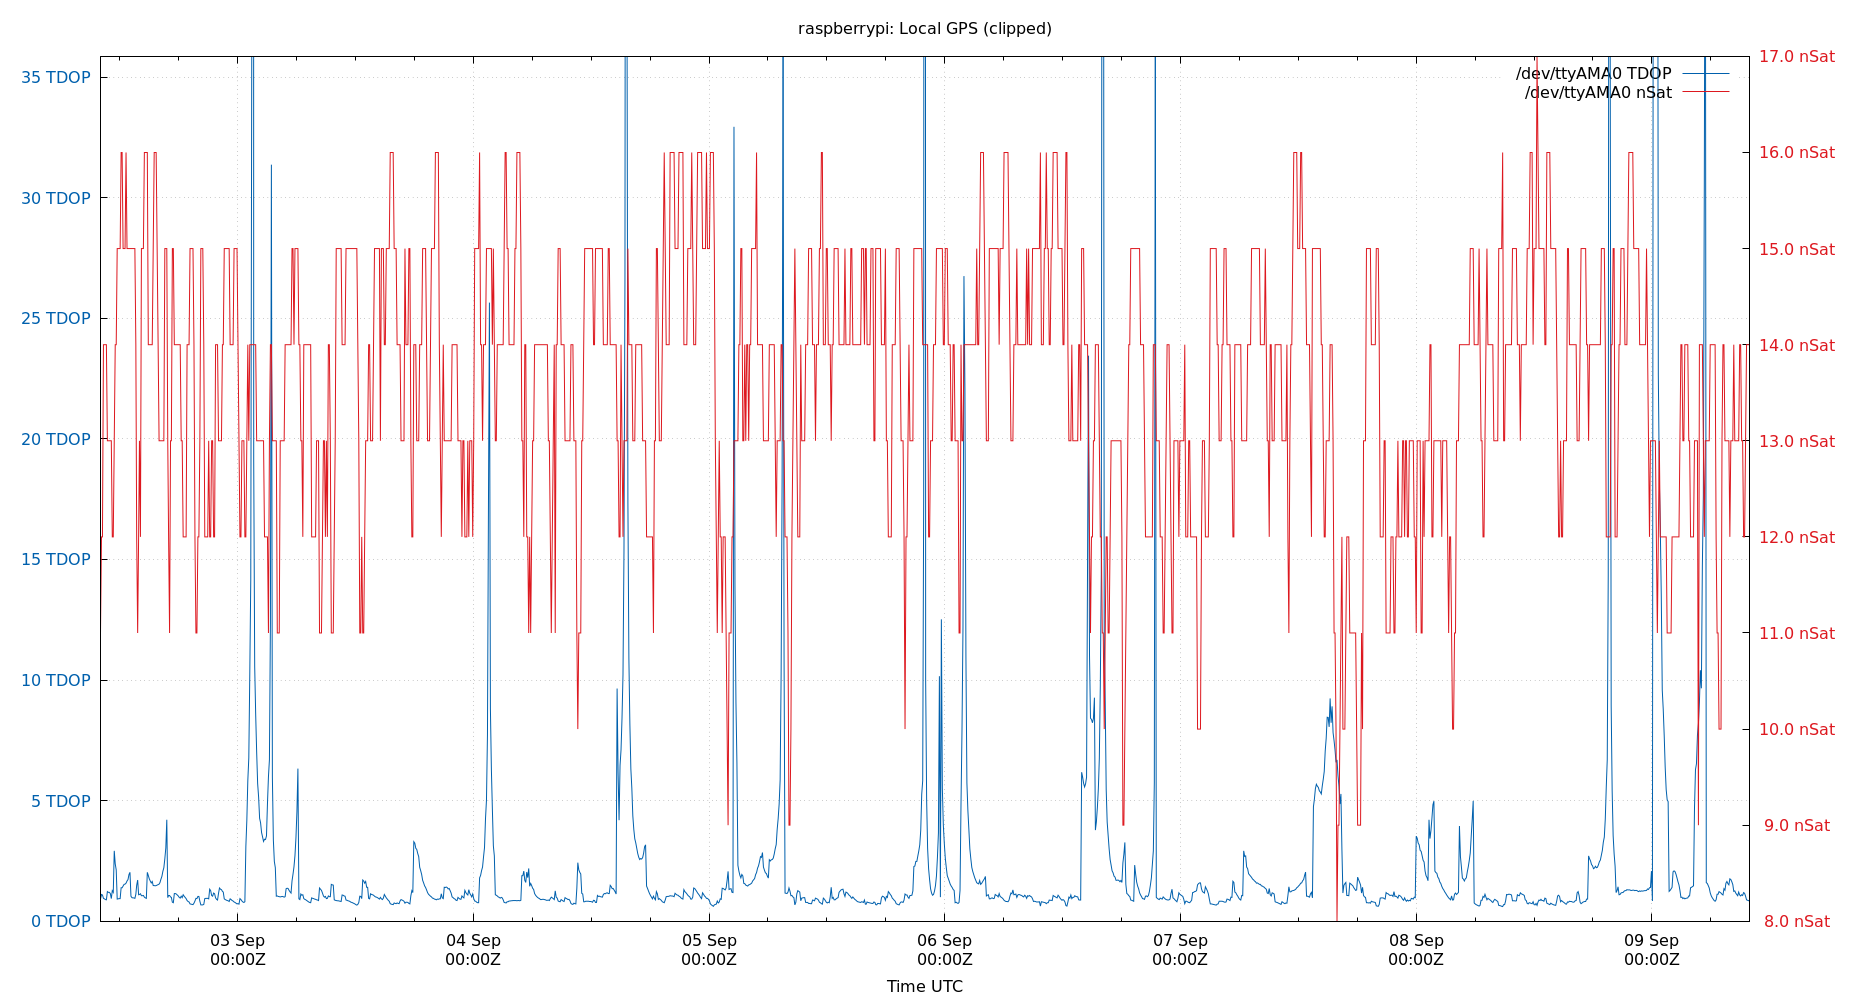 raspberrypi: Local GPS (clipped)
35 TDOP
30 TDOP
25 TDOP
20 TDOP
15 TDOP
10 TDOP
5 TDOP
0 TDOP
17.0 nSat
16.0 nSat
15.0 nSat
14.0 nSat
13.0 nSat
12.0 nSat
11.0 nSat
10.0 nSat
9.0 nSat
8.0 nSat
/dev/ttyAMA0 TDOP
/dev/ttyAMA0 nSat
03 Sep
00:00Z
04 Sep
00:00Z
05 Sep
00:00Z
06 Sep
00:00Z
07 Sep
00:00Z
08 Sep
00:00Z
09 Sep
00:00Z
Time UTC